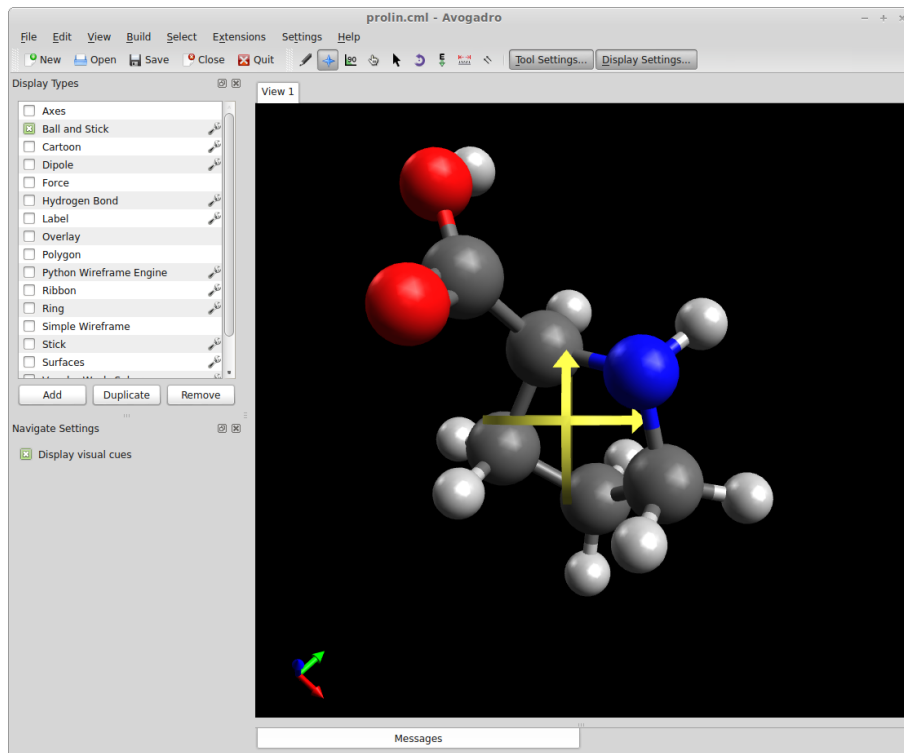 prolin.cml - Avogadro
File Edit View Build Select Extensions Settings Help
New Open Save Close Quit 90 E Tool Settings... Display Settings...
Display Types
View 1
Axes
Ball and Stick
Cartoon
Dipole
Force
Hydrogen Bond
Label
Overlay
Polygon
Python Wireframe Engine
Ribbon
Ring
Simple Wireframe
Stick
Surfaces
Add Duplicate Remove
Navigate Settings
Display visual cues
Messages